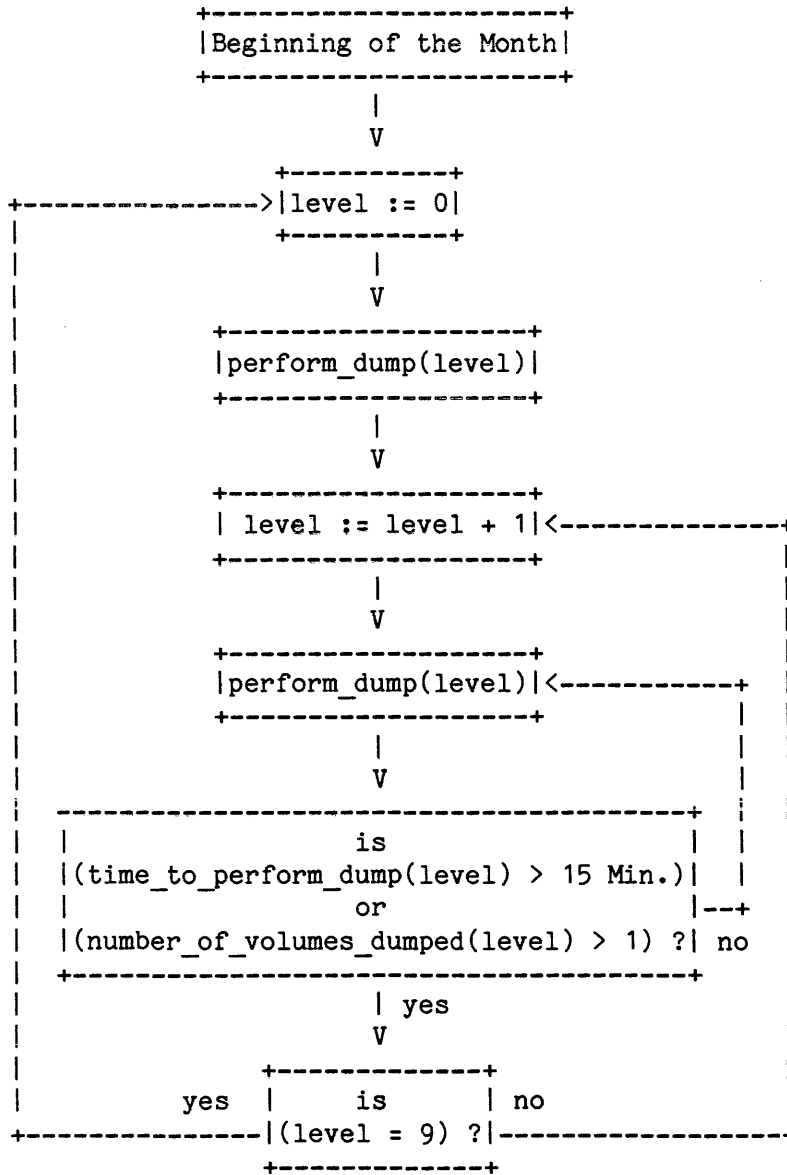 Beginning of the Month
V
level := 0
V
perform_dump(level)
V
level := level + 1
V
perform_dump(level)
V
is
(time_to_perform_dump(level) > 15 Min.)
or
(number_of_volumes_dumped(level) > 1) ? no
yes
V
yes is no
(level = 9) ?